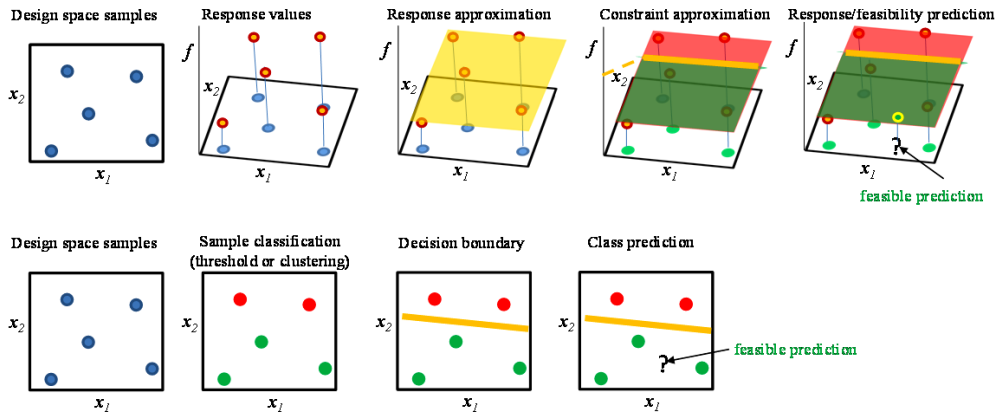 Design space samples
Response values
Response approximation
Constraint approximation
Response/feasibility prediction
x2
x1
f
x2
x1
f
x2
x1
f
x2
x1
f
x2
?
x1
feasible prediction
Design space samples
Sample classification
(threshold or clustering)
Decision boundary
Class prediction
x2
x1
x2
x1
x2
x1
x2
?
x1
feasible prediction